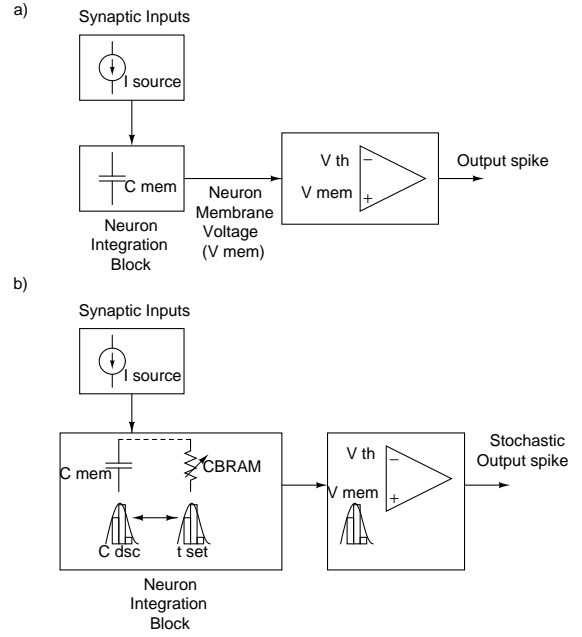 a)
Synaptic Inputs
I source
C mem
Neuron
Integration
Block
Neuron
Membrane
Voltage
(V mem)
V th
−
V mem
+
Output spike
b)
Synaptic Inputs
I source
C mem
CBRAM
C dsc
t set
Neuron
Integration
Block
V th
−
V mem
+
Stochastic
Output spike